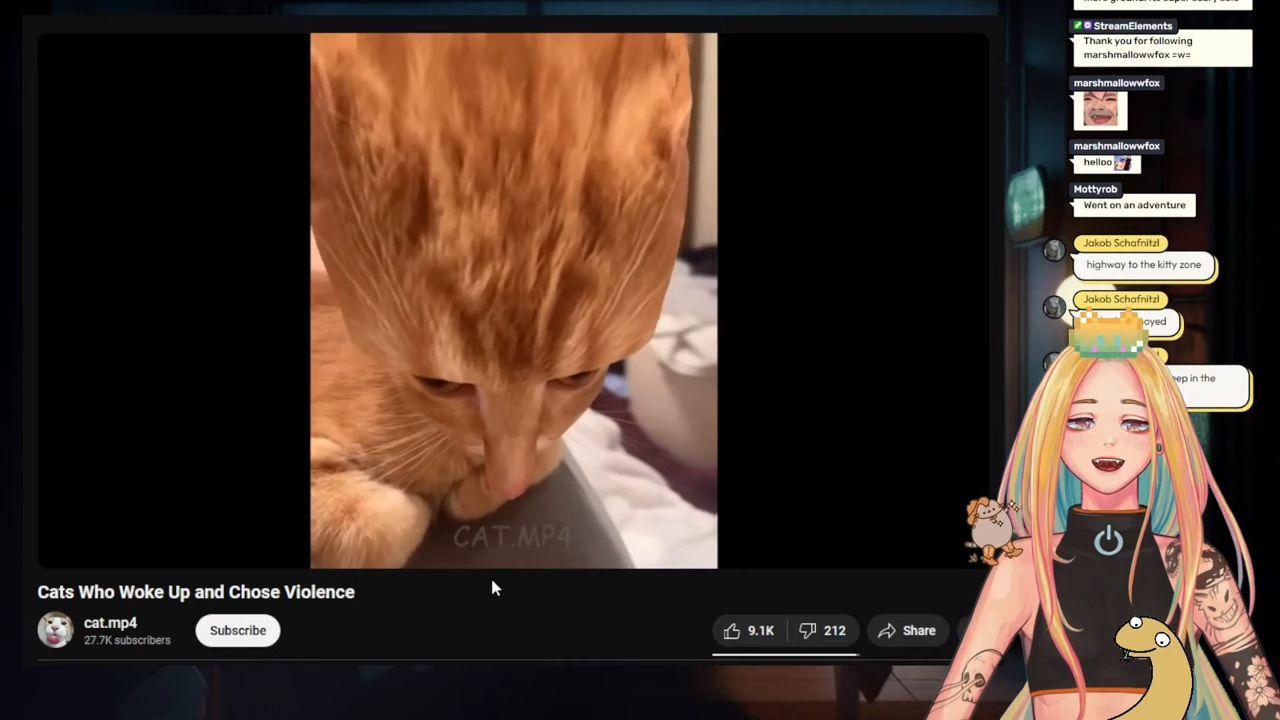 StreamElements
Thank you for following
marshmallowwfox =w=
marshmallowwfox
marshmallowwfox
helloo
Mottyrob
Went on an adventure
Jakob Schafnitzl
highway to the kitty zone
Jakob Schafnitzl
CAT.MP4
Cats Who Woke Up and Chose Violence
cat.mp4
27.7K subscribers
Subscribe
9.1K
212
Share